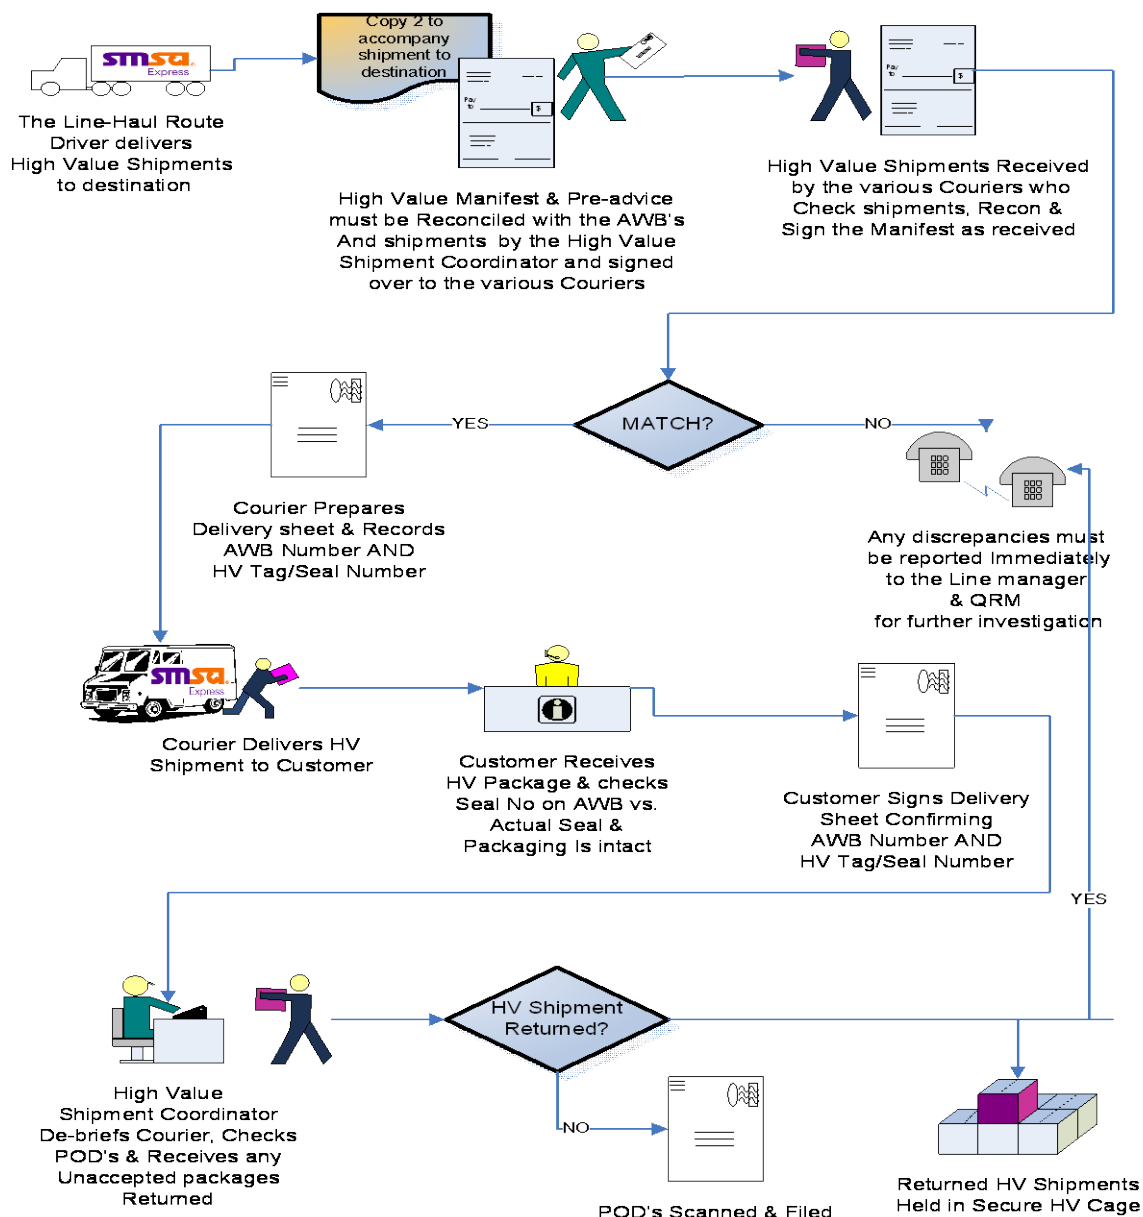 smsa
Express
The Line-Haul Route
Driver delivers
High Value Shipments
to destination
Copy 2 to
accompany
shipment to
destination
Pay
to
$
High Value Manifest & Pre-advice
must be Reconciled with the AWB's
And shipments by the High Value
Shipment Coordinator and signed
over to the various Couriers
Pay
to
$
High Value Shipments Received
by the various Couriers who
Check shipments, Recon &
Sign the Manifest as received
MATCH?
YES
NO
Courier Prepares
Delivery sheet & Records
AWB Number AND
HV Tag/Seal Number
Any discrepancies must
be reported Immediately
to the Line manager
& QRM
for further investigation
smsa
Express
Courier Delivers HV
Shipment to Customer
i
Customer Receives
HV Package & checks
Seal No on AWB vs.
Actual Seal &
Packaging Is intact
Customer Signs Delivery
Sheet Confirming
AWB Number AND
HV Tag/Seal Number
YES
High Value
Shipment Coordinator
De-briefs Courier, Checks
POD's & Receives any
Unaccepted packages
Returned
HV Shipment
Returned?
NO
POD's Scanned & Filed
Returned HV Shipments
Held in Secure HV Cage